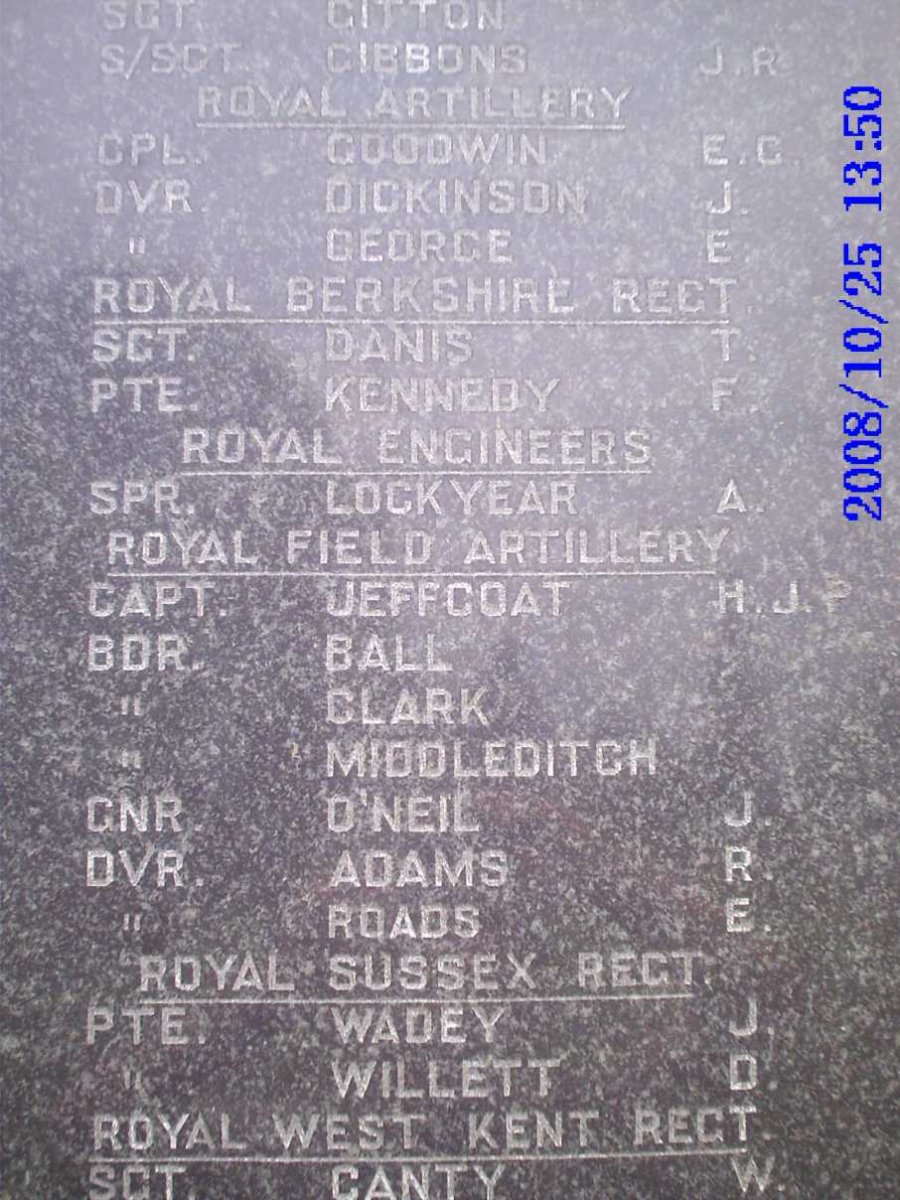 SGT. GITTON
S/SGT. GIBBONS J.R
ROYAL ARTILLERY
CPL. GOODWIN E.G.
DVR. DICKINSON J.
" GEORGE E.
ROYAL BERKSHIRE REGT.
SGT. DANIS T.
PTE. KENNEDY F.
ROYAL ENGINEERS
SPR. LOCKYEAR A.
ROYAL FIELD ARTILLERY
CAPT. JEFFCOAT H.J.P
BDR. BALL
" CLARK
" MIDDLEDITCH
GNR. O'NEIL J.
DVR. ADAMS R.
" ROADS E.
ROYAL SUSSEX REGT.
PTE. WADEY J.
" WILLETT D
ROYAL WEST KENT REGT.
SGT. CANTY W.
2008/10/25 13:50